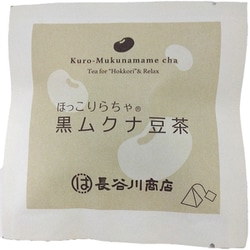 Kuro-Mukunamame cha
Tea for "Hokkori" & Relax
ほっこりらちゃ®
黒ムクナ豆茶
は 長谷川商店